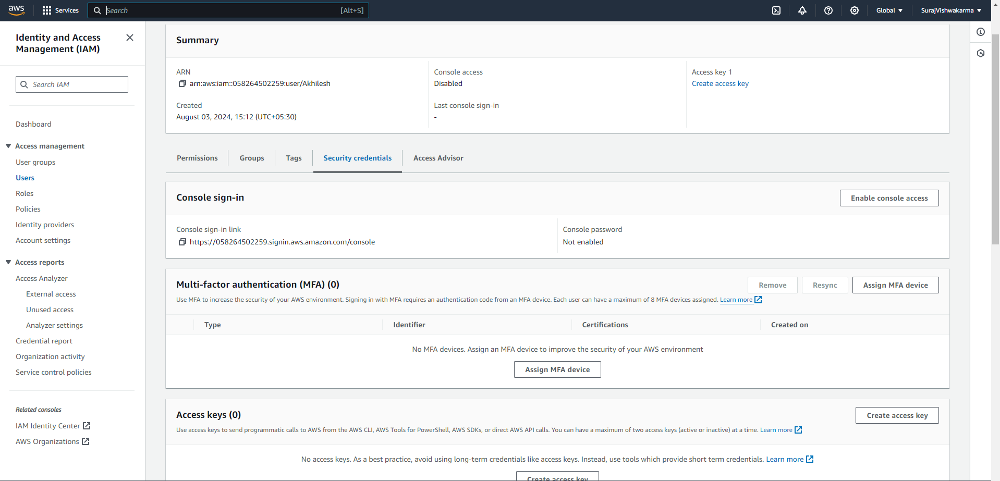 aws
Services
Search
[Alt+S]
Global
SurajVishwakarma
Identity and Access
Management (IAM)
Search IAM
Dashboard
Access management
User groups
Users
Roles
Policies
Identity providers
Account settings
Access reports
Access Analyzer
External access
Unused access
Analyzer settings
Credential report
Organization activity
Service control policies
Related consoles
IAM Identity Center
AWS Organizations
Summary
ARN
arn:aws:iam::058264502259:user/Akhilesh
Created
August 03, 2024, 15:12 (UTC+05:30)
Console access
Disabled
Last console sign-in
-
Access key 1
Create access key
Permissions
Groups
Tags
Security credentials
Access Advisor
Console sign-in
Enable console access
Console sign-in link
https://058264502259.signin.aws.amazon.com/console
Console password
Not enabled
Multi-factor authentication (MFA) (0)
Remove
Resync
Assign MFA device
Use MFA to increase the security of your AWS environment. Signing in with MFA requires an authentication code from an MFA device. Each user can have a maximum of 8 MFA devices assigned. Learn more
Type
Identifier
Certifications
Created on
No MFA devices. Assign an MFA device to improve the security of your AWS environment
Assign MFA device
Access keys (0)
Create access key
Use access keys to send programmatic calls to AWS from the AWS CLI, AWS Tools for PowerShell, AWS SDKs, or direct AWS API calls. You can have a maximum of two access keys (active or inactive) at a time. Learn more
No access keys. As a best practice, avoid using long-term credentials like access keys. Instead, use tools which provide short term credentials. Learn more
Create access key